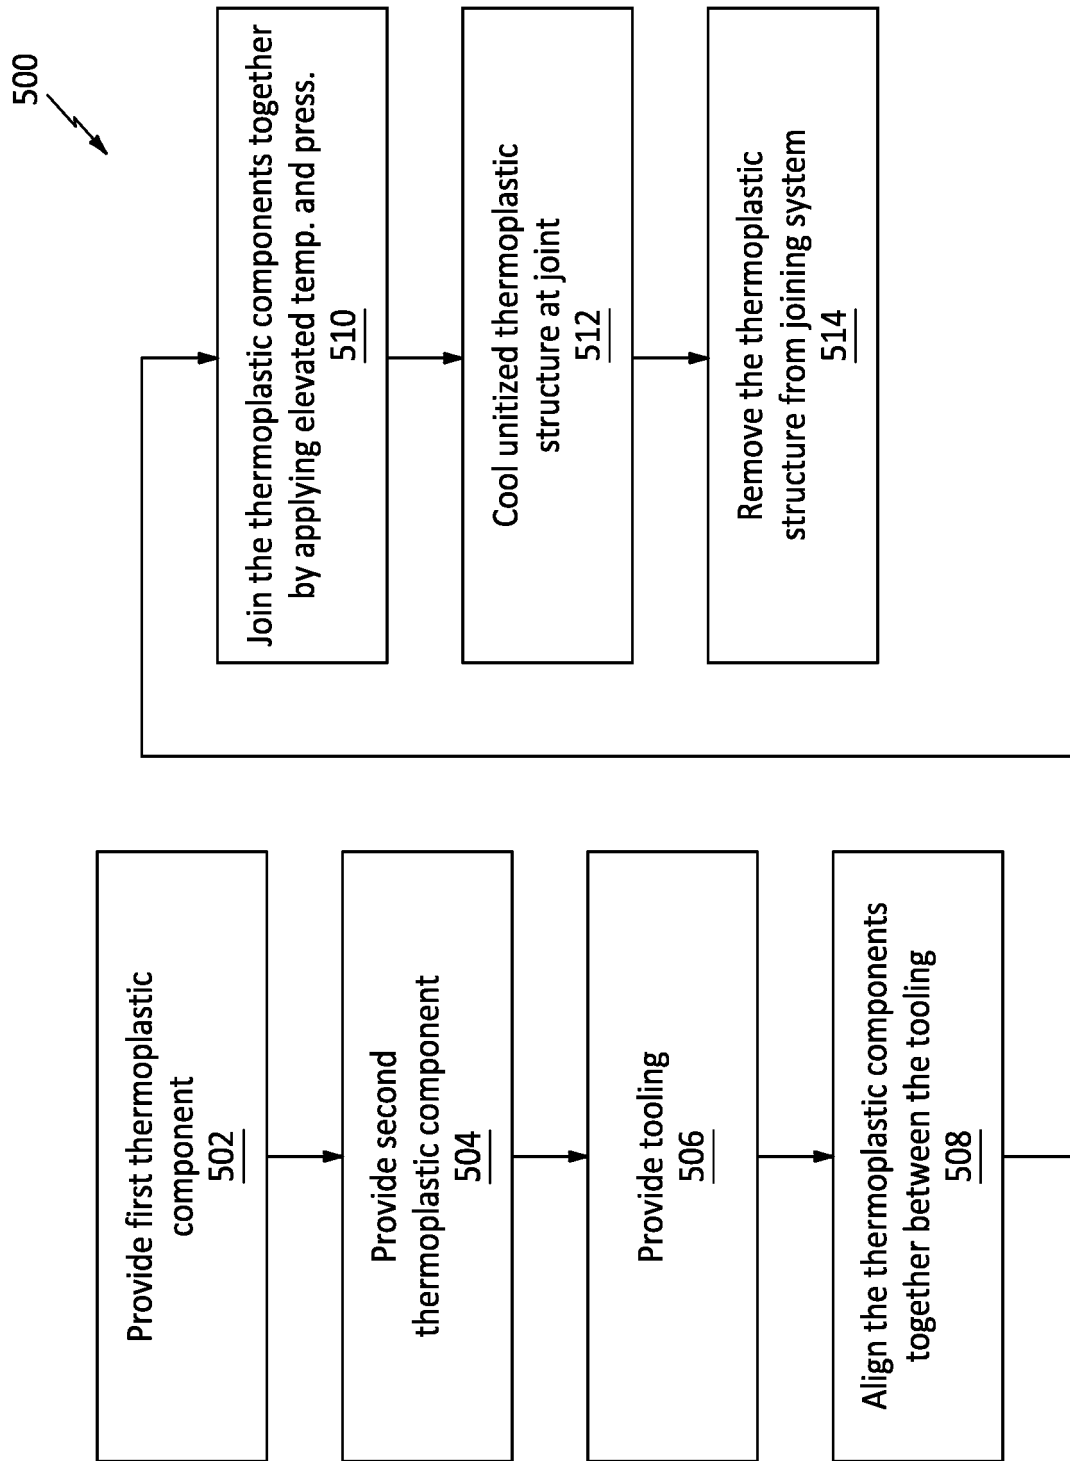 500
Provide first thermoplastic
component
502
Provide second
thermoplastic component
504
Provide tooling
506
Align the thermoplastic components
together between the tooling
508
Join the thermoplastic components together
by applying elevated temp. and press.
510
Cool unitized thermoplastic
structure at joint
512
Remove the thermoplastic
structure from joining system
514